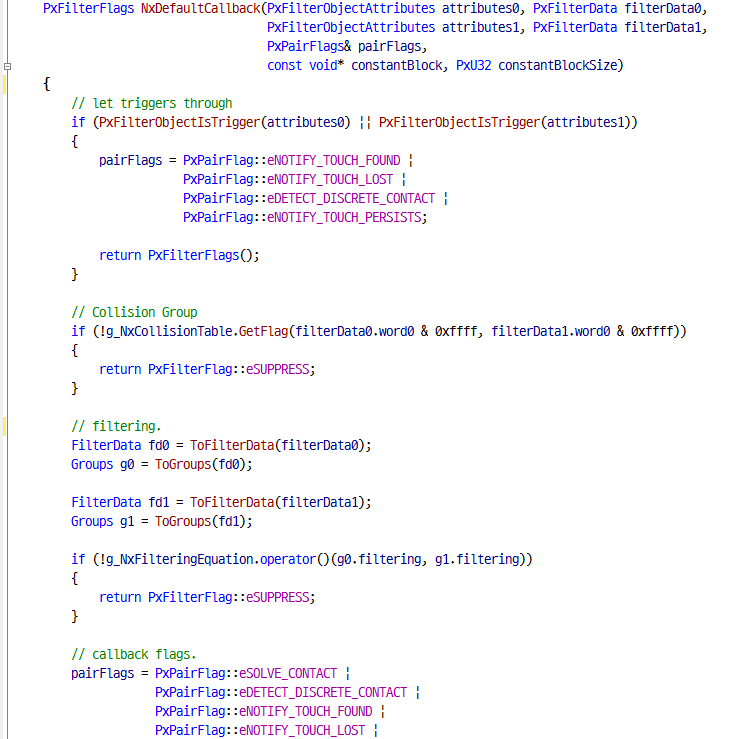 PxFilterFlags NxDefaultCallback(PxFilterObjectAttributes attributes0, PxFilterData filterData0,
                                PxFilterObjectAttributes attributes1, PxFilterData filterData1,
                                PxPairFlags& pairFlags,
                                const void* constantBlock, PxU32 constantBlockSize)
{
    // let triggers through
    if (PxFilterObjectIsTrigger(attributes0) || PxFilterObjectIsTrigger(attributes1))
    {
        pairFlags = PxPairFlag::eNOTIFY_TOUCH_FOUND |
                    PxPairFlag::eNOTIFY_TOUCH_LOST |
                    PxPairFlag::eDETECT_DISCRETE_CONTACT |
                    PxPairFlag::eNOTIFY_TOUCH_PERSISTS;

        return PxFilterFlags();
    }

    // Collision Group
    if (!g_NxCollisionTable.GetFlag(filterData0.word0 & 0xffff, filterData1.word0 & 0xffff))
    {
        return PxFilterFlag::eSUPPRESS;
    }

    // filtering.
    FilterData fd0 = ToFilterData(filterData0);
    Groups g0 = ToGroups(fd0);

    FilterData fd1 = ToFilterData(filterData1);
    Groups g1 = ToGroups(fd1);

    if (!g_NxFilteringEquation.operator()(g0.filtering, g1.filtering))
    {
        return PxFilterFlag::eSUPPRESS;
    }

    // callback flags.
    pairFlags = PxPairFlag::eSOLVE_CONTACT |
                PxPairFlag::eDETECT_DISCRETE_CONTACT |
                PxPairFlag::eNOTIFY_TOUCH_FOUND |
                PxPairFlag::eNOTIFY_TOUCH_LOST |